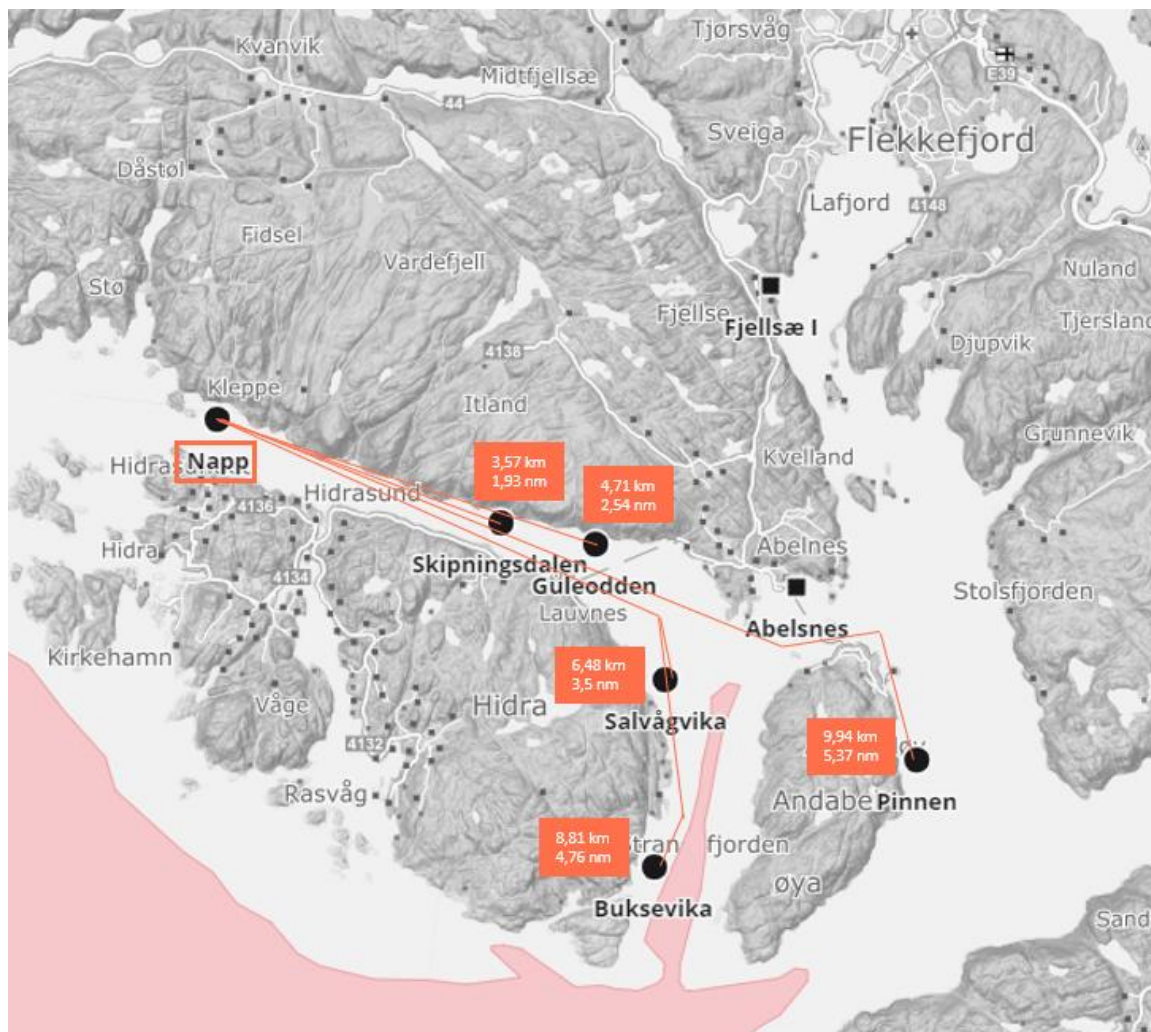 Tjørsvåg
Kvanvik
Midtfjellsæ
E39
44
Sveiga
Flekkefjord
Dåstøl
Lafjord
4148
Fidsel
Vardefjell
Nuland
Stø
Fjellse
Fjellsæ I
Tjersland
Djupvik
4138
Kleppe
Itland
Grunnevik
Napp
3,57 km
1,93 nm
4,71 km
2,54 nm
Kvelland
Hidrasund
4136
Hidra
Skipningsdalen
Abelnes
Guleodden
4134
Stolsfjorden
Lauvnes
Abelsnes
Kirkehamn
6,48 km
3,5 nm
Våge
Hidra
Salvågvika
4132
9,94 km
5,37 nm
Rasvåg
Andabe
Pinnen
8,81 km
4,76 nm
Stran
fjorden
øya
Buksevika
Sand